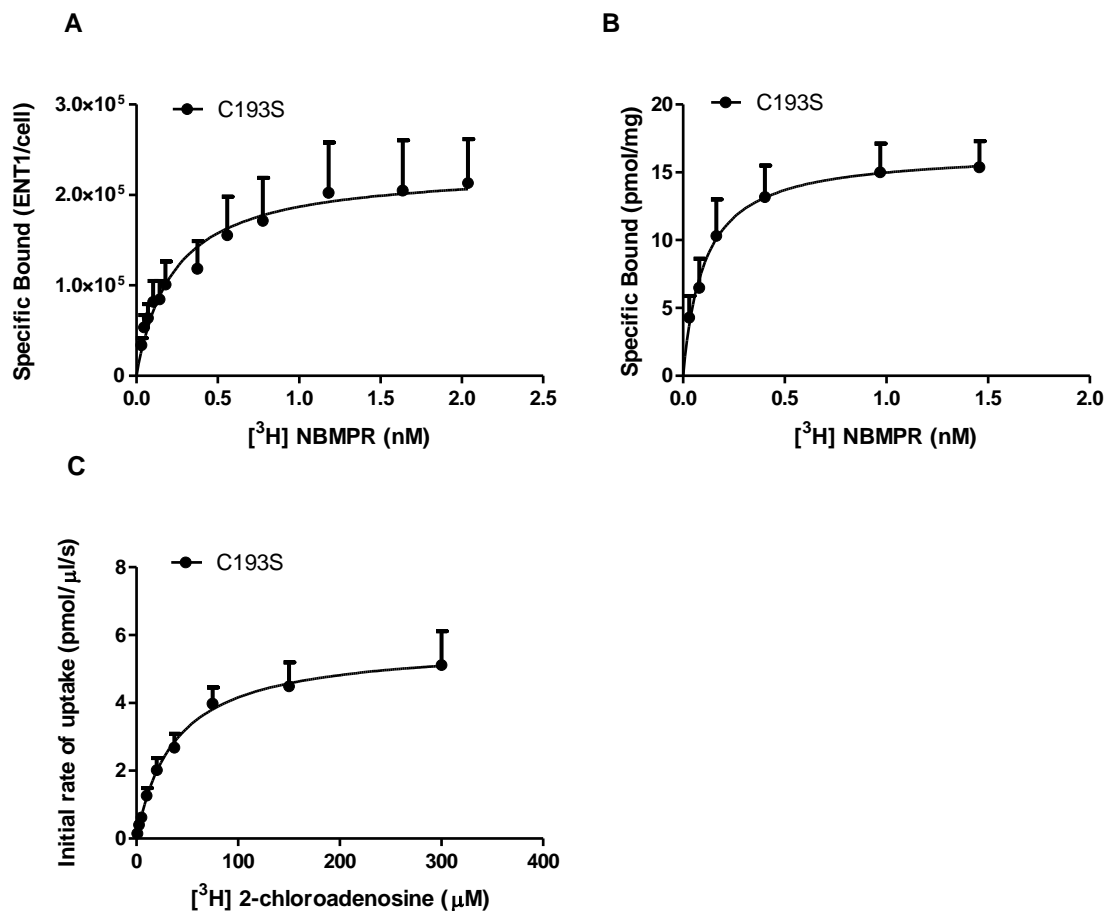 A
C193S
3.0×10⁵
2.0×10⁵
1.0×10⁵
0
0.0 0.5 1.0 1.5 2.0 2.5
Specific Bound (ENT1/cell)
[³H] NBMPR (nM)
B
C193S
20
15
10
5
0
0.0 0.5 1.0 1.5 2.0
Specific Bound (pmol/mg)
[³H] NBMPR (nM)
C
C193S
8
6
4
2
0
0 100 200 300 400
Initial rate of uptake (pmol/μl/s)
[³H] 2-chloroadenosine (μM)